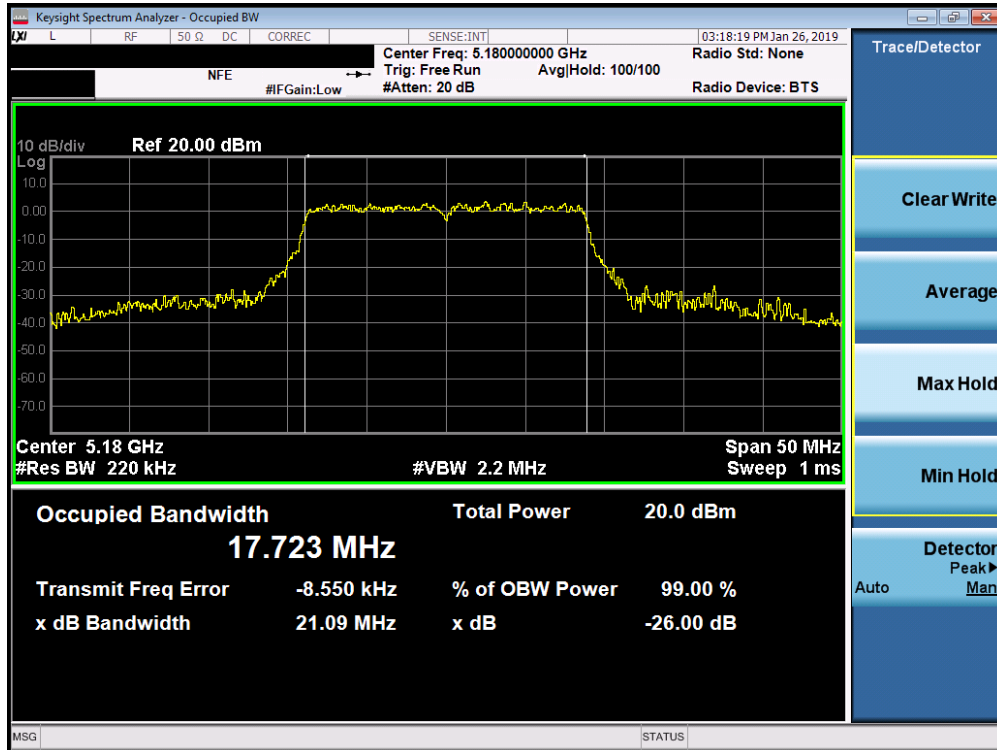 Keysight Spectrum Analyzer - Occupied BW
LXI L RF 50 Ω DC CORREC SENSE:INT 03:18:19 PM Jan 26, 2019
Center Freq: 5.180000000 GHz Radio Std: None
NFE Trig: Free Run Avg|Hold: 100/100
#IFGain:Low #Atten: 20 dB Radio Device: BTS
Trace/Detector
10 dB/div Ref 20.00 dBm
Log
10.0
0.00
-10.0
-20.0
-30.0
-40.0
-50.0
-60.0
-70.0
Center 5.18 GHz Span 50 MHz
#Res BW 220 kHz #VBW 2.2 MHz Sweep 1 ms
Occupied Bandwidth Total Power 20.0 dBm
17.723 MHz
Transmit Freq Error -8.550 kHz % of OBW Power 99.00 %
x dB Bandwidth 21.09 MHz x dB -26.00 dB
Clear Write
Average
Max Hold
Min Hold
Detector
Peak▶
Auto Man
MSG STATUS